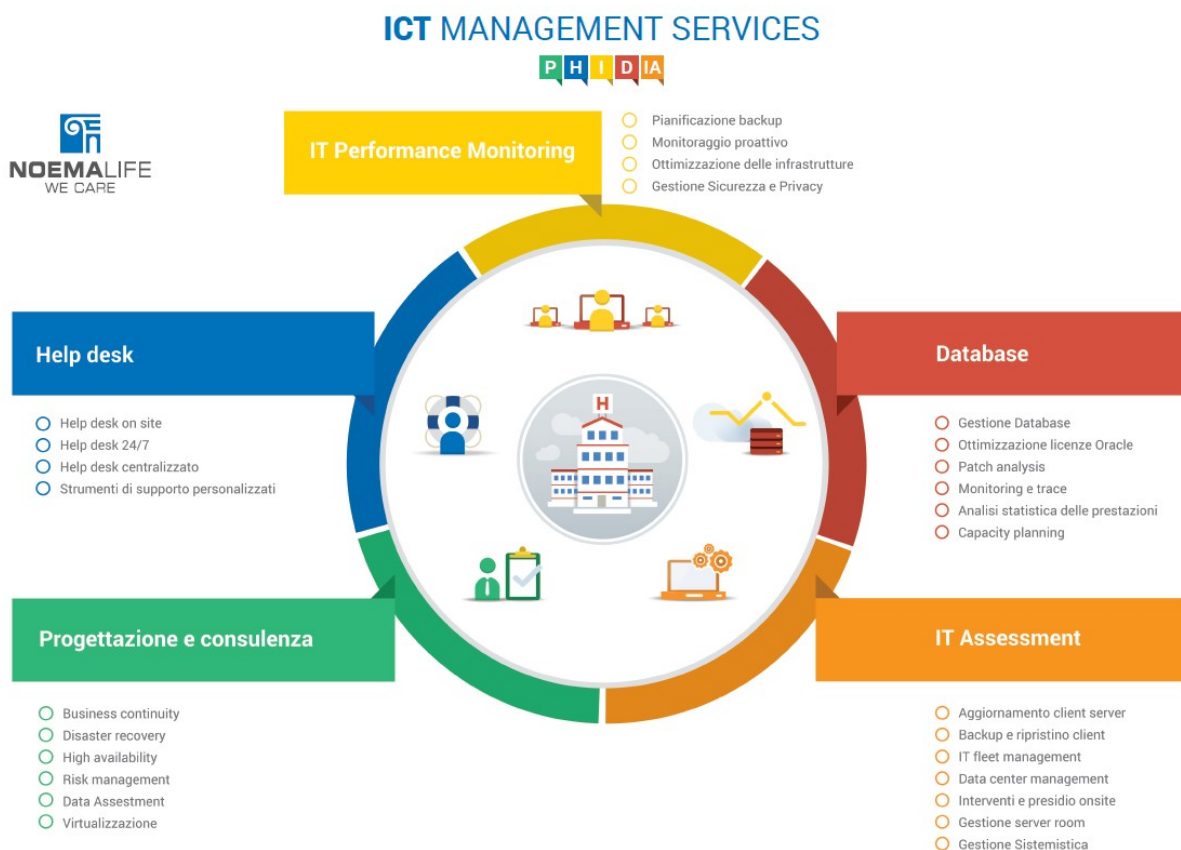 ICT MANAGEMENT SERVICES
P H I D IA
NOEMALIFE
WE CARE
IT Performance Monitoring
Pianificazione backup
Monitoraggio proattivo
Ottimizzazione delle infrastrutture
Gestione Sicurezza e Privacy
Help desk
Help desk on site
Help desk 24/7
Help desk centralizzato
Strumenti di supporto personalizzati
Database
Gestione Database
Ottimizzazione licenze Oracle
Patch analysis
Monitoring e trace
Analisi statistica delle prestazioni
Capacity planning
H
Progettazione e consulenza
Business continuity
Disaster recovery
High availability
Risk management
Data Assestment
Virtualizzazione
IT Assessment
Aggiornamento client server
Backup e ripristino client
IT fleet management
Data center management
Interventi e presidio onsite
Gestione server room
Gestione Sistemistica